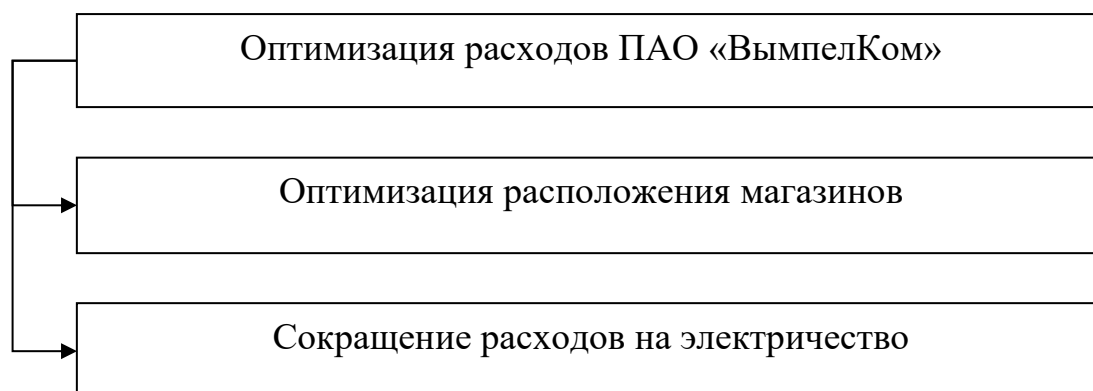 Оптимизация расходов ПАО «ВымпелКом»
Оптимизация расположения магазинов
Сокращение расходов на электричество